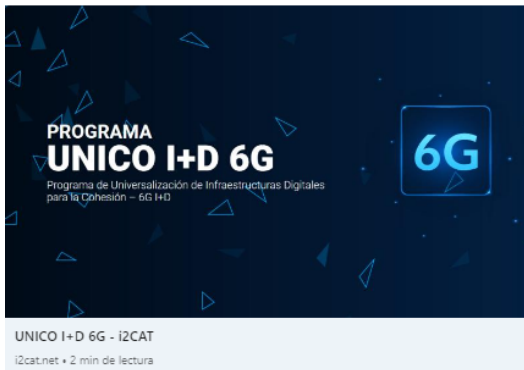 PROGRAMA
UNICO I+D 6G
Programa de Universalización de Infraestructuras Digitales
para la Cohesión – 6G I+D
6G
UNICO I+D 6G - i2CAT
i2cat.net • 2 min de lectura